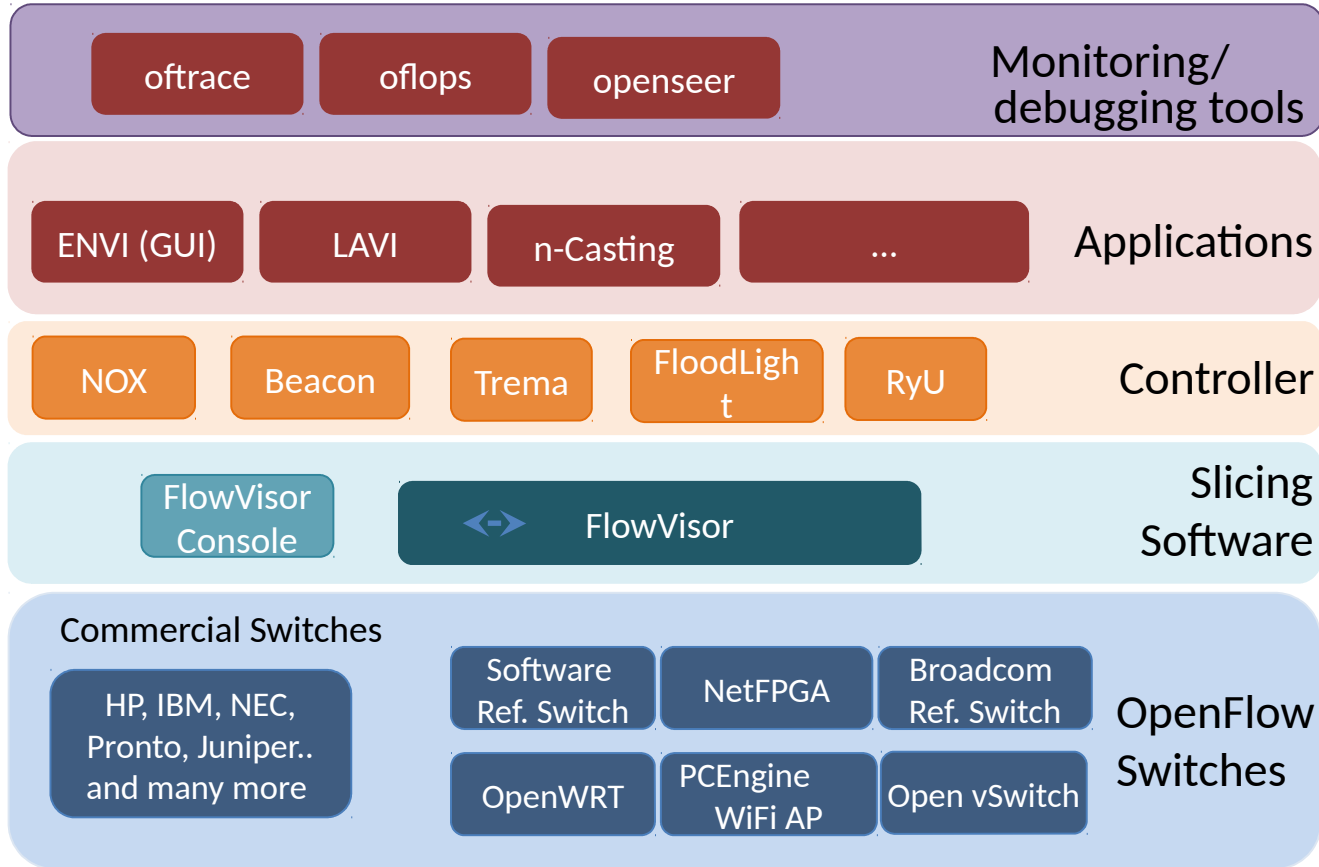 oftrace
oflops
openseer
Monitoring/
debugging tools
ENVI (GUI)
LAVI
n-Casting
...
Applications
NOX
Beacon
Trema
FloodLigh
t
RyU
Controller
FlowVisor
Console
FlowVisor
Slicing
Software
Commercial Switches
HP, IBM, NEC,
Pronto, Juniper..
and many more
Software
Ref. Switch
NetFPGA
Broadcom
Ref. Switch
OpenWRT
PCEngine
WiFi AP
Open vSwitch
OpenFlow
Switches